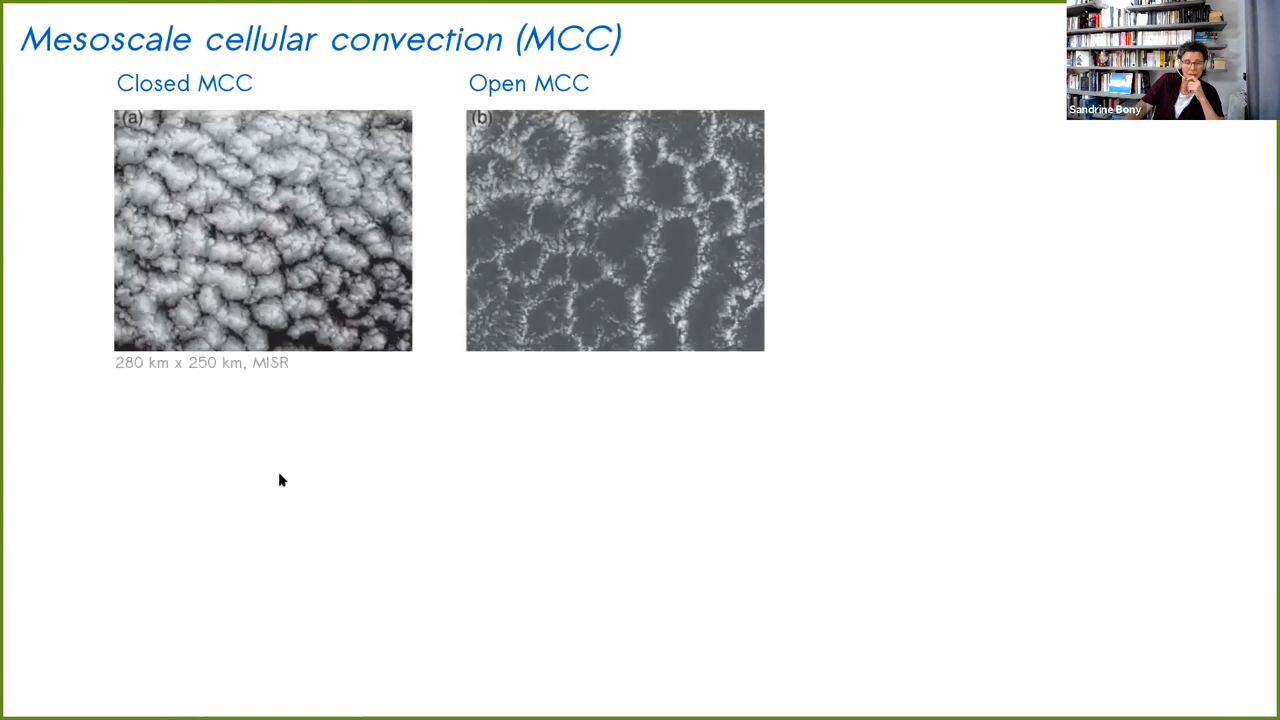 Mesoscale cellular convection (MCC)
Closed MCC
Open MCC
(a)
(b)
280 km x 250 km, MISR
Sandrine Bony